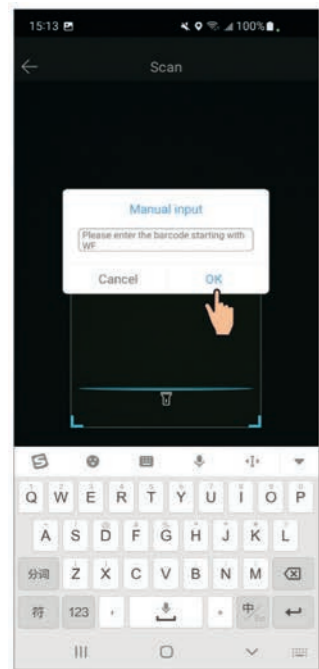 15:13
100%
Scan
Manual input
Please enter the barcode starting with
WF
Cancel
OK
Q W E R T Y U I O P
A S D F G H J K L
分词 Z X C V B N M
符 123 , 。 中/En